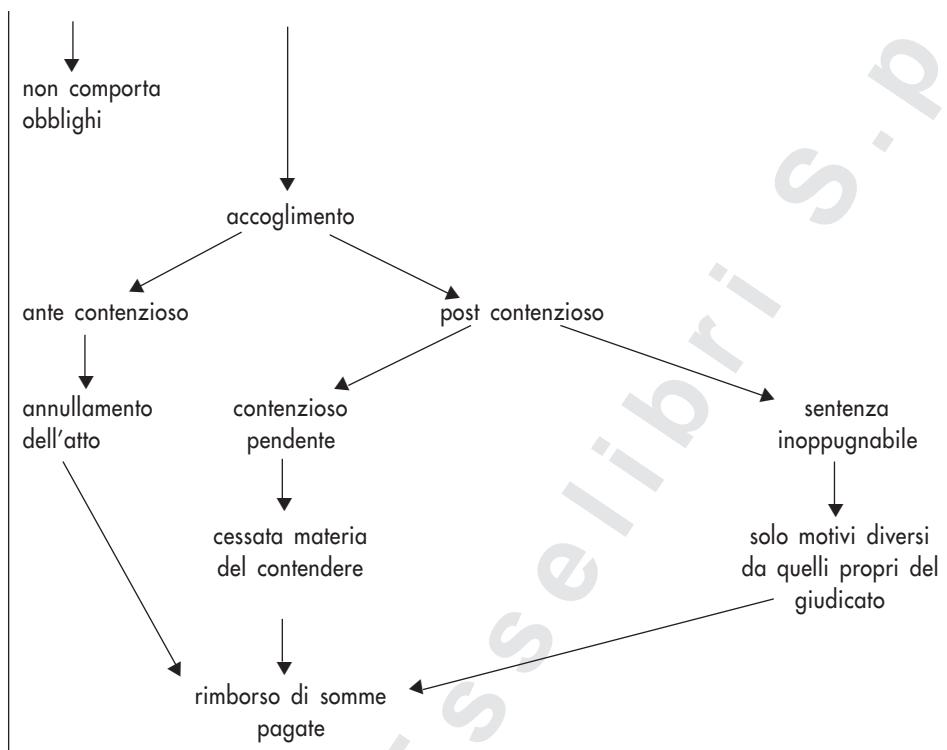 non comporta
obblighi
accoglimento
ante contenzioso
post contenzioso
annullamento
dell'atto
contenzioso
pendente
sentenza
inoppugnabile
cessata materia
del contendere
solo motivi diversi
da quelli propri del
giudicato
rimborso di somme
pagate
sselibri S.p